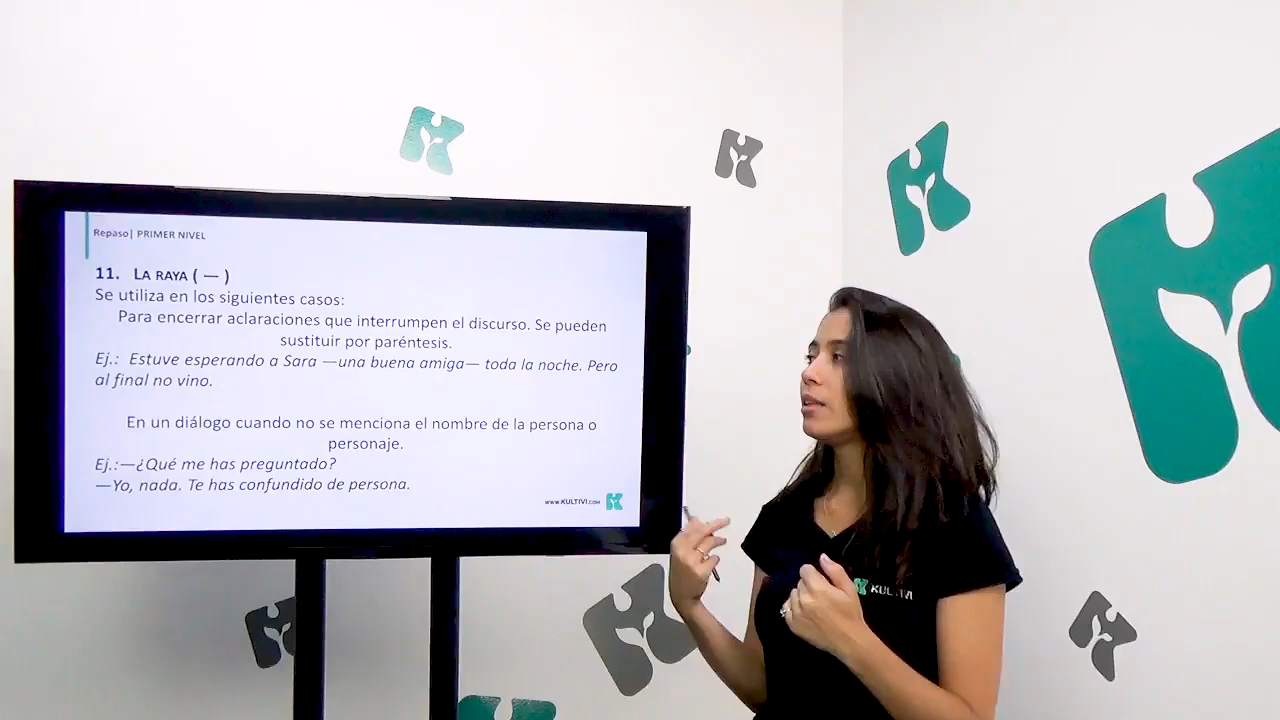 Repaso| PRIMER NIVEL
11. LA RAYA ( — )
Se utiliza en los siguientes casos:
Para encerrar aclaraciones que interrumpen el discurso. Se pueden
sustituir por paréntesis.
Ej.: Estuve esperando a Sara —una buena amiga— toda la noche. Pero
al final no vino.
En un diálogo cuando no se menciona el nombre de la persona o
personaje.
Ej.:—¿Qué me has preguntado?
—Yo, nada. Te has confundido de persona.
WWW.KULTIVI.COM
KULTIVI